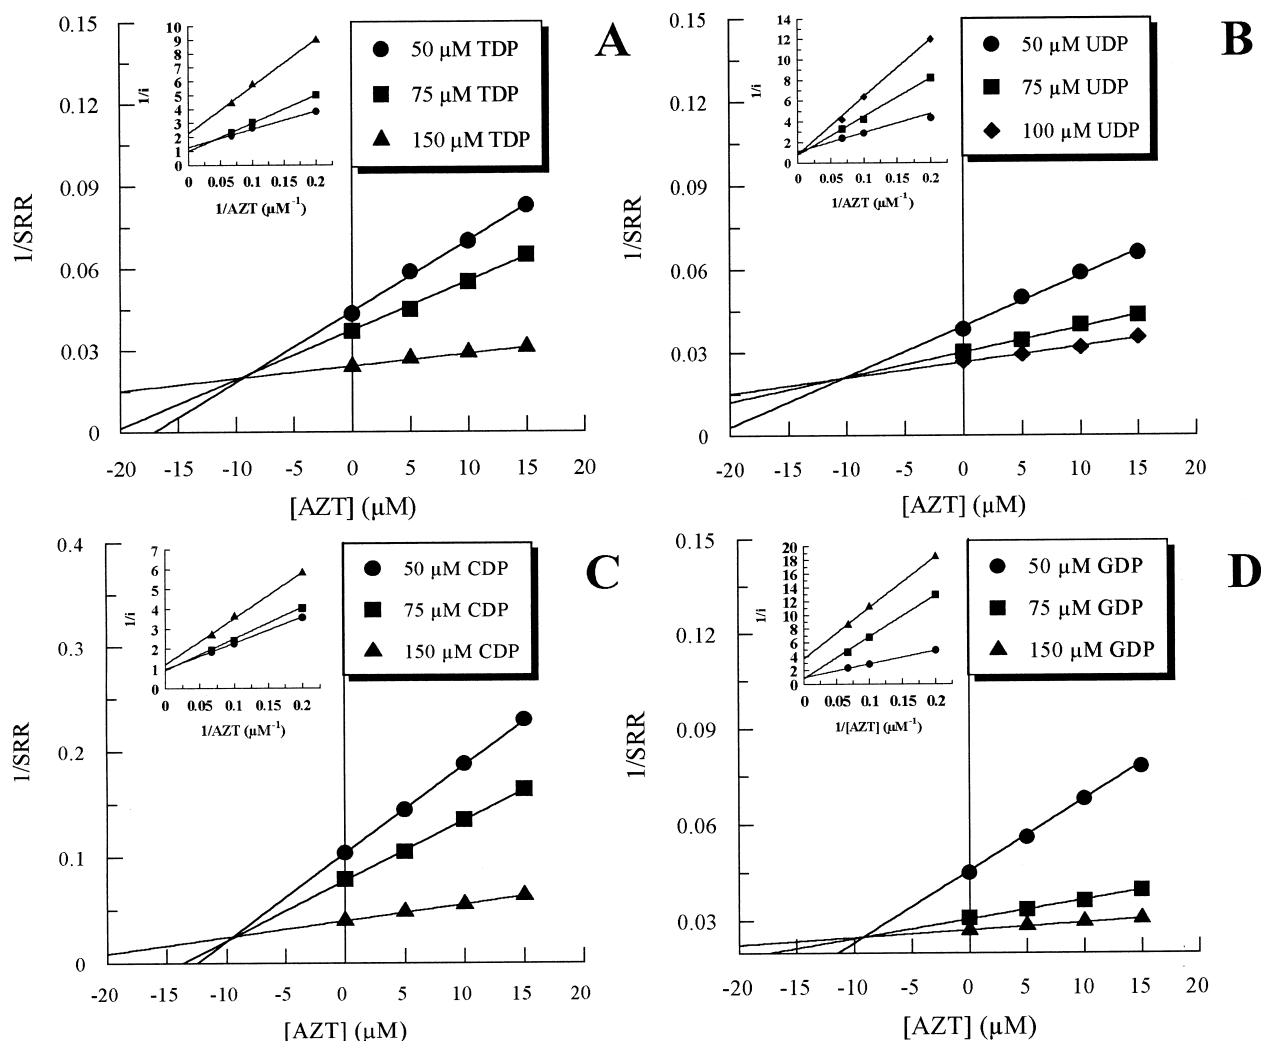 A
0.15
0.12
0.09
0.06
0.03
0
1/SRR
-20 -15 -10 -5 0 5 10 15 20
[AZT] (µM)
50 µM TDP
75 µM TDP
150 µM TDP
10
9
8
7
6
5
4
3
2
1
0
1/i
0 0.05 0.1 0.15 0.2
1/AZT (µM⁻¹)
B
0.15
0.12
0.09
0.06
0.03
0
1/SRR
-20 -15 -10 -5 0 5 10 15 20
[AZT] (µM)
50 µM UDP
75 µM UDP
100 µM UDP
14
12
10
8
6
4
2
0
1/i
0 0.05 0.1 0.15 0.2
1/AZT (µM⁻¹)
C
0.4
0.3
0.2
0.1
0
1/SRR
-20 -15 -10 -5 0 5 10 15 20
[AZT] (µM)
50 µM CDP
75 µM CDP
150 µM CDP
7
6
5
4
3
2
1
0
1/i
0 0.05 0.1 0.15 0.2
1/AZT (µM⁻¹)
D
0.15
0.12
0.09
0.06
0.03
1/SRR
-20 -15 -10 -5 0 5 10 15 20
[AZT] (µM)
50 µM GDP
75 µM GDP
150 µM GDP
20
18
16
14
12
10
8
6
4
2
0
1/i
0 0.05 0.1 0.15 0.2
1/[AZT] (µM⁻¹)